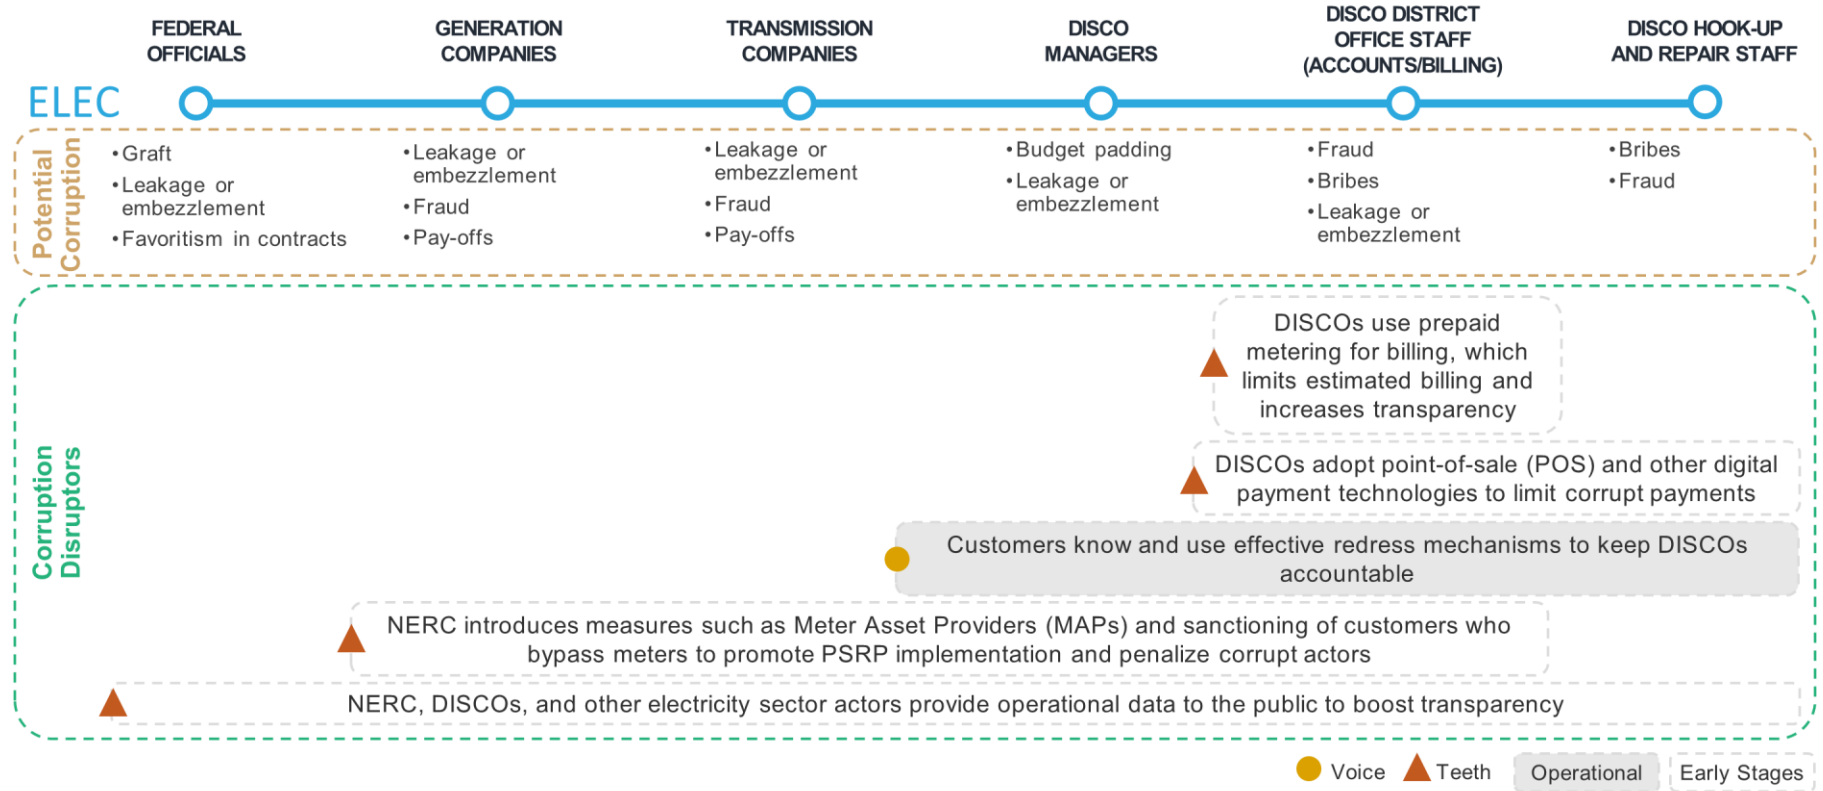 FEDERAL
OFFICIALS
GENERATION
COMPANIES
TRANSMISSION
COMPANIES
DISCO
MANAGERS
DISCO DISTRICT
OFFICE STAFF
(ACCOUNTS/BILLING)
DISCO HOOK-UP
AND REPAIR STAFF
ELEC
Potential
Corruption
•Graft
•Leakage or
embezzlement
•Favoritism in contracts
•Leakage or
embezzlement
•Fraud
•Pay-offs
•Leakage or
embezzlement
•Fraud
•Pay-offs
•Budget padding
•Leakage or
embezzlement
•Fraud
•Bribes
•Leakage or
embezzlement
•Bribes
•Fraud
Corruption
Disruptors
DISCOs use prepaid
metering for billing, which
limits estimated billing and
increases transparency
DISCOs adopt point-of-sale (POS) and other digital
payment technologies to limit corrupt payments
Customers know and use effective redress mechanisms to keep DISCOs
accountable
NERC introduces measures such as Meter Asset Providers (MAPs) and sanctioning of customers who
bypass meters to promote PSRP implementation and penalize corrupt actors
NERC, DISCOs, and other electricity sector actors provide operational data to the public to boost transparency
Voice
Teeth
Operational
Early Stages